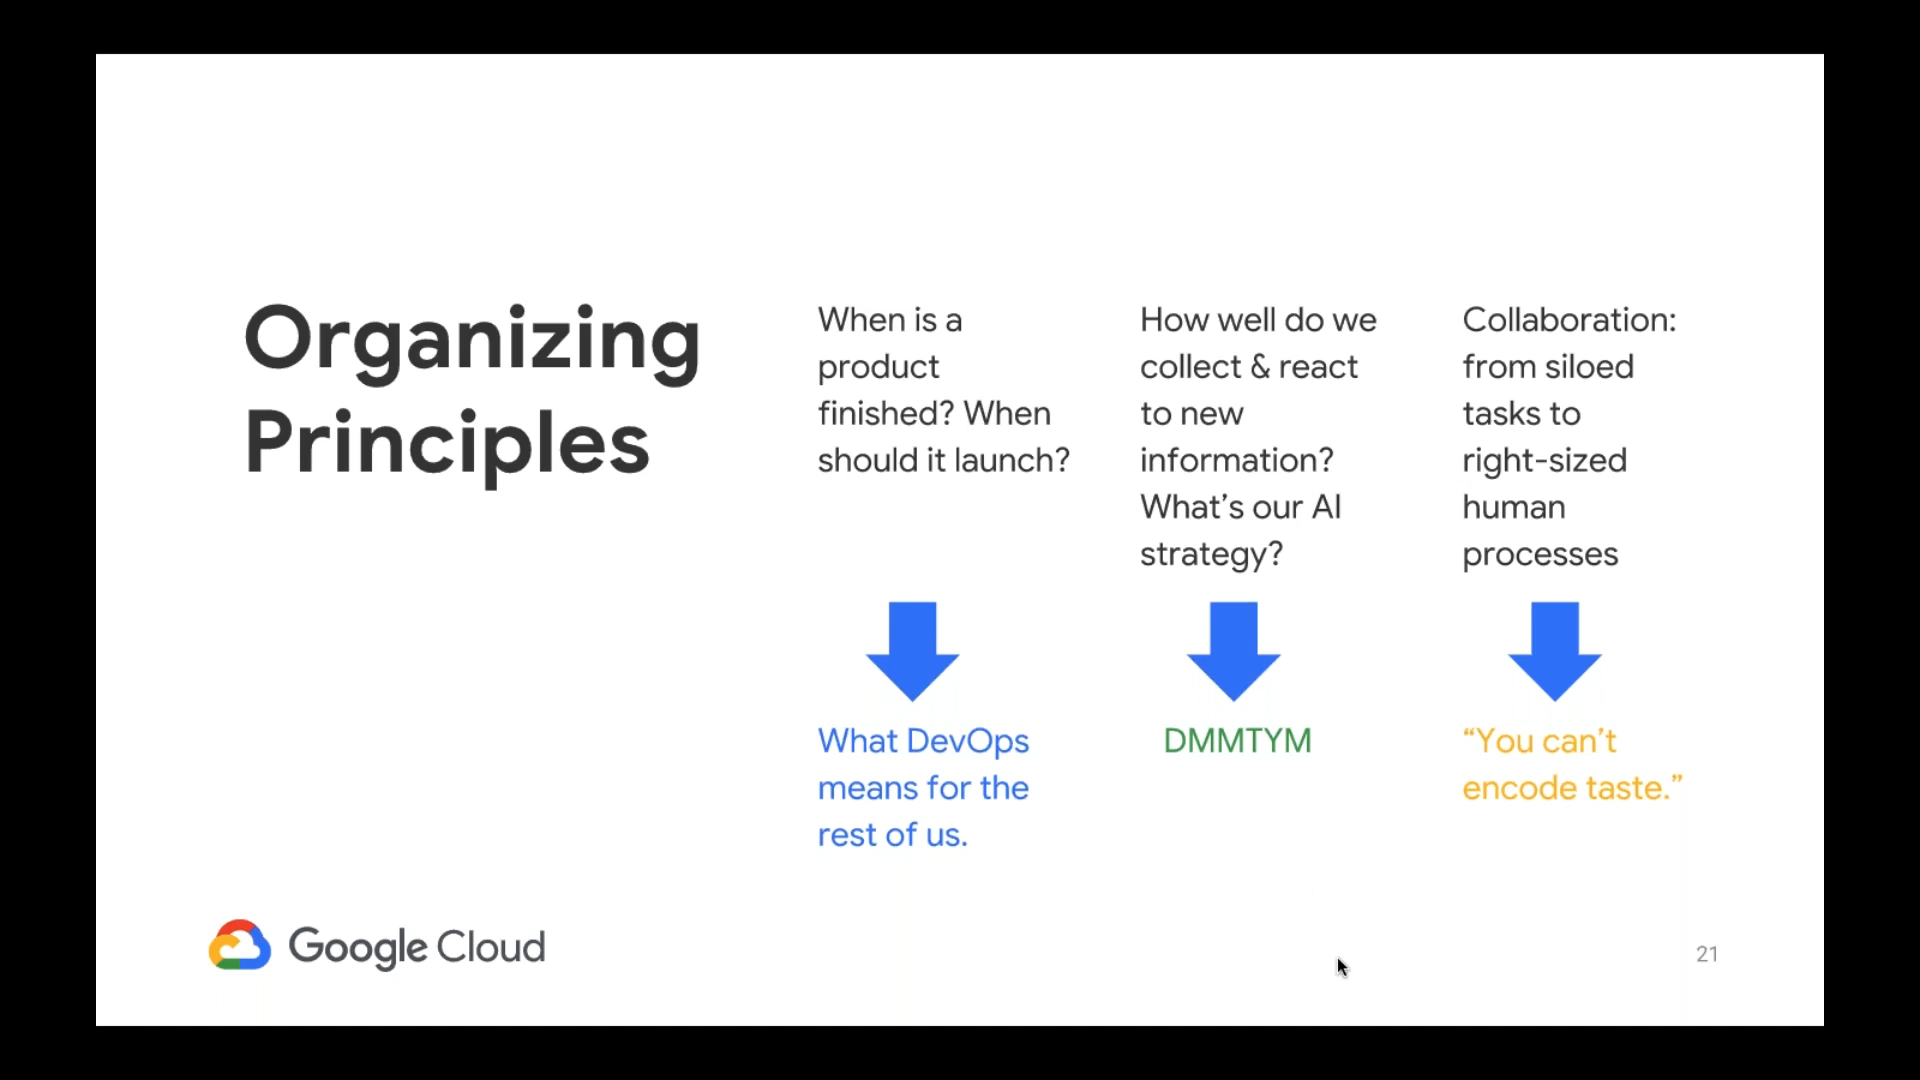 Organizing
Principles
When is a
product
finished? When
should it launch?
How well do we
collect & react
to new
information?
What’s our AI
strategy?
Collaboration:
from siloed
tasks to
right-sized
human
processes
What DevOps
means for the
rest of us.
DMMTYM
“You can’t
encode taste.”
Google Cloud
21